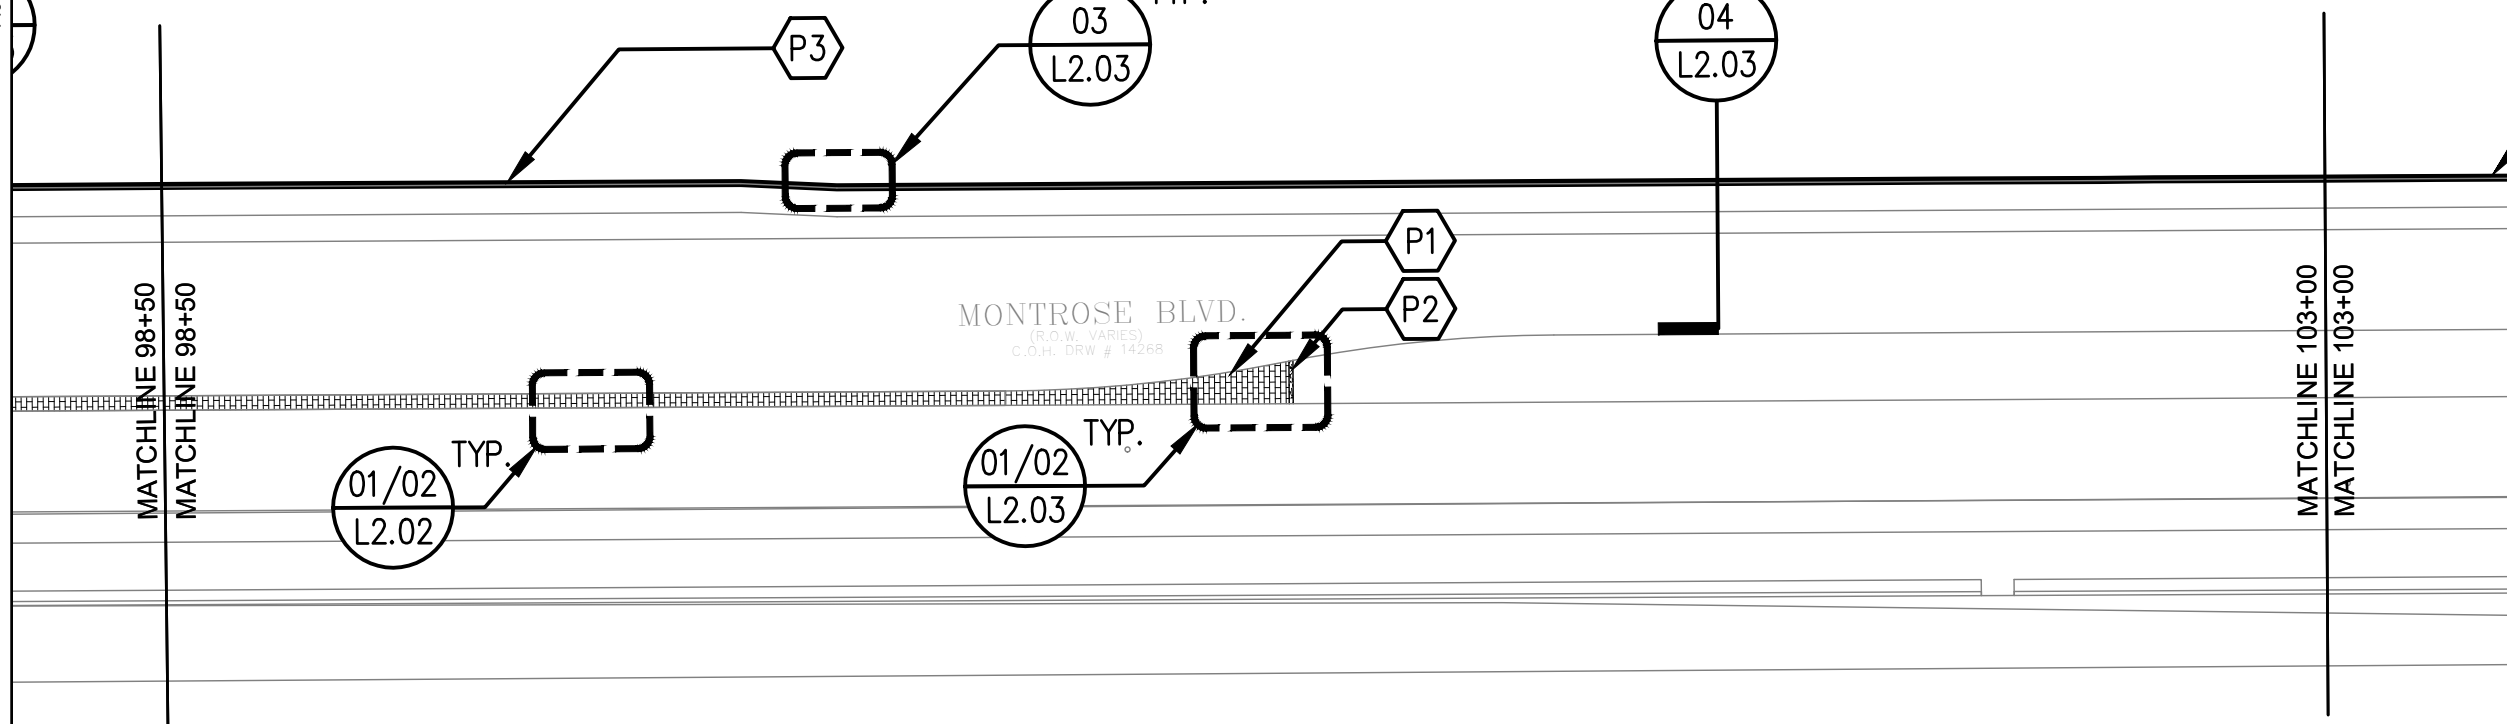 P3
03
L2.03
04
L2.03
P1
P2
MONTROSE BLVD.
(R.O.W. VARIES)
C.O.H. DRW # 14268
MATCHLINE 98+50
MATCHLINE 98+50
MATCHLINE 103+00
MATCHLINE 103+00
TYP.
01/02
L2.02
TYP.
01/02
L2.03